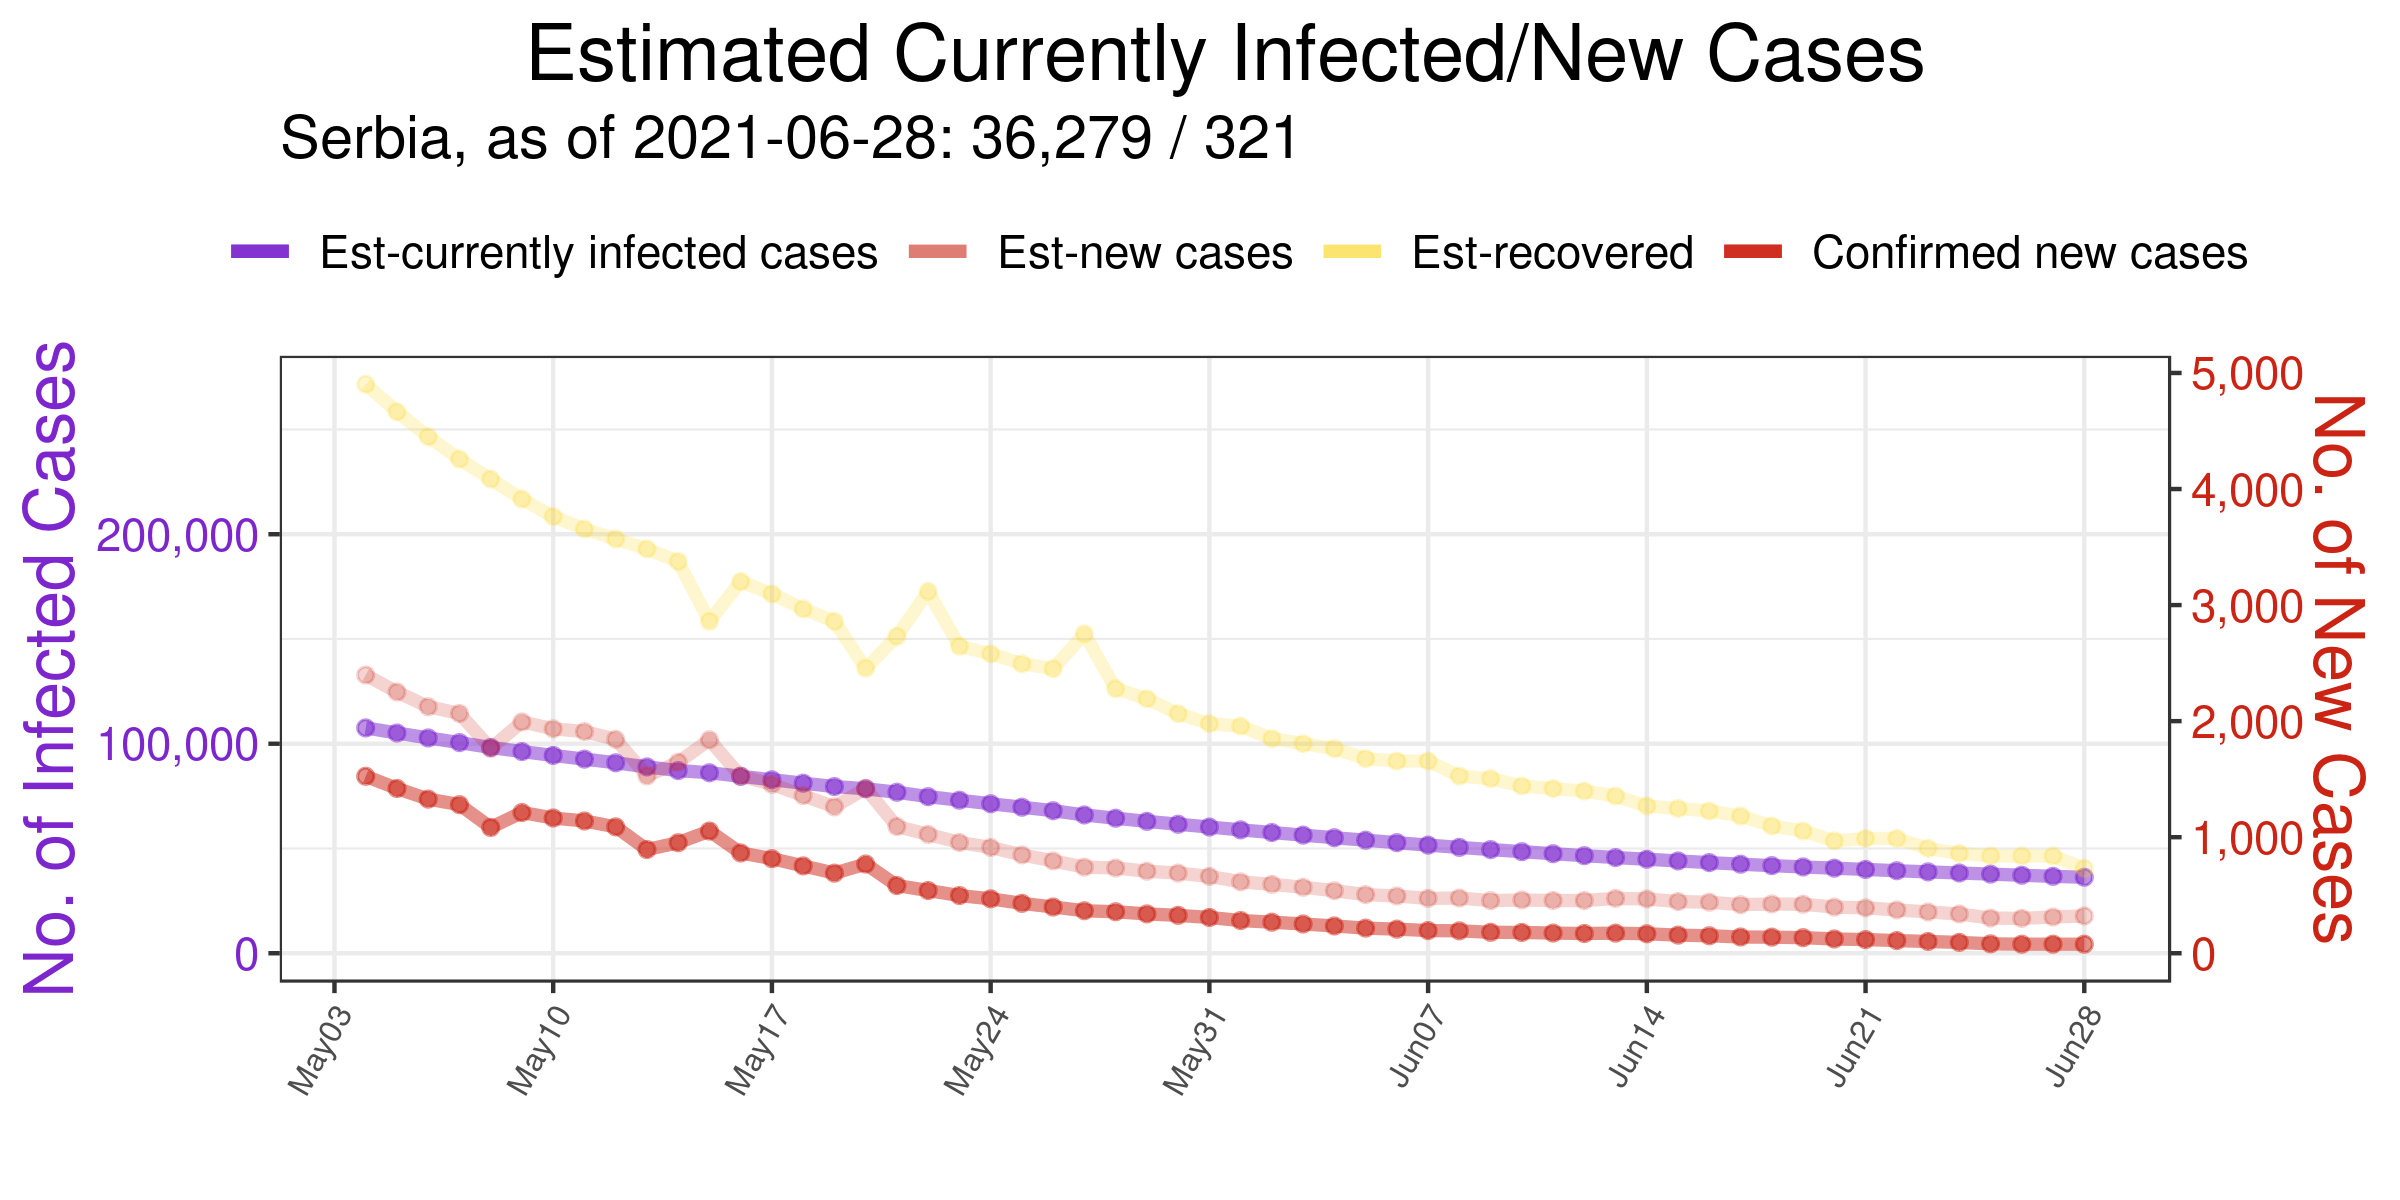 Estimated Currently Infected/New Cases
Serbia, as of 2021-06-28: 36,279 / 321
Est-currently infected cases Est-new cases Est-recovered Confirmed new cases
No. of Infected Cases
200,000
100,000
0
5,000
4,000
3,000
2,000
1,000
0
No. of New Cases
May03 May10 May17 May24 May31 Jun07 Jun14 Jun21 Jun28